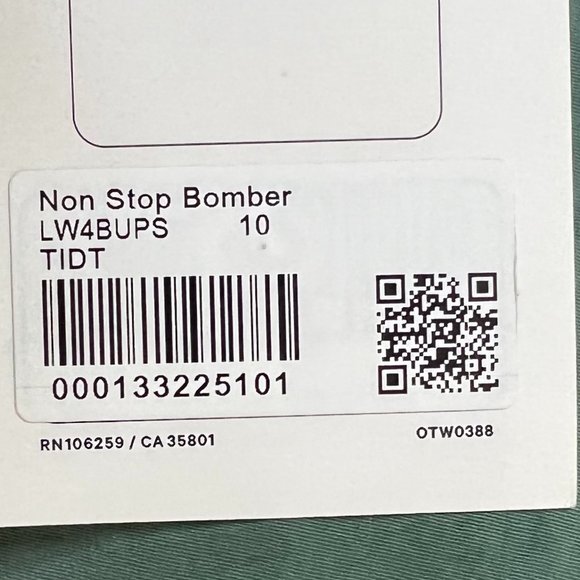 Non Stop Bomber
LW4BUPS 10
TIDT
000133225101
RN106259 / CA 35801
OTW0388